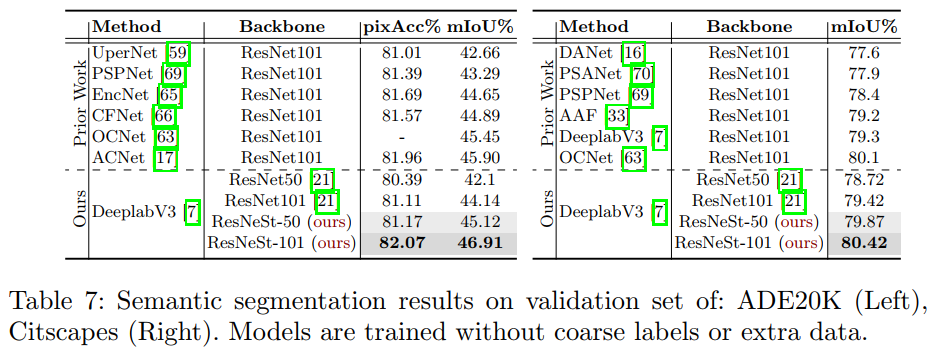 Method Backbone pixAcc% mIoU%
Prior Work
UperNet [59] ResNet101 81.01 42.66
PSPNet [69] ResNet101 81.39 43.29
EncNet [65] ResNet101 81.69 44.65
CFNet [66] ResNet101 81.57 44.89
OCNet [63] ResNet101 - 45.45
ACNet [17] ResNet101 81.96 45.90
Ours
DeeplabV3 [7]
ResNet50 [21] 80.39 42.1
ResNet101 [21] 81.11 44.14
ResNeSt-50 (ours) 81.17 45.12
ResNeSt-101 (ours) 82.07 46.91
Method Backbone mIoU%
Prior Work
DANet [16] ResNet101 77.6
PSANet [70] ResNet101 77.9
PSPNet [69] ResNet101 78.4
AAF [33] ResNet101 79.2
DeeplabV3 [7] ResNet101 79.3
OCNet [63] ResNet101 80.1
Ours
DeeplabV3 [7]
ResNet50 [21] 78.72
ResNet101 [21] 79.42
ResNeSt-50 (ours) 79.87
ResNeSt-101 (ours) 80.42
Table 7: Semantic segmentation results on validation set of: ADE20K (Left),
Citscapes (Right). Models are trained without coarse labels or extra data.